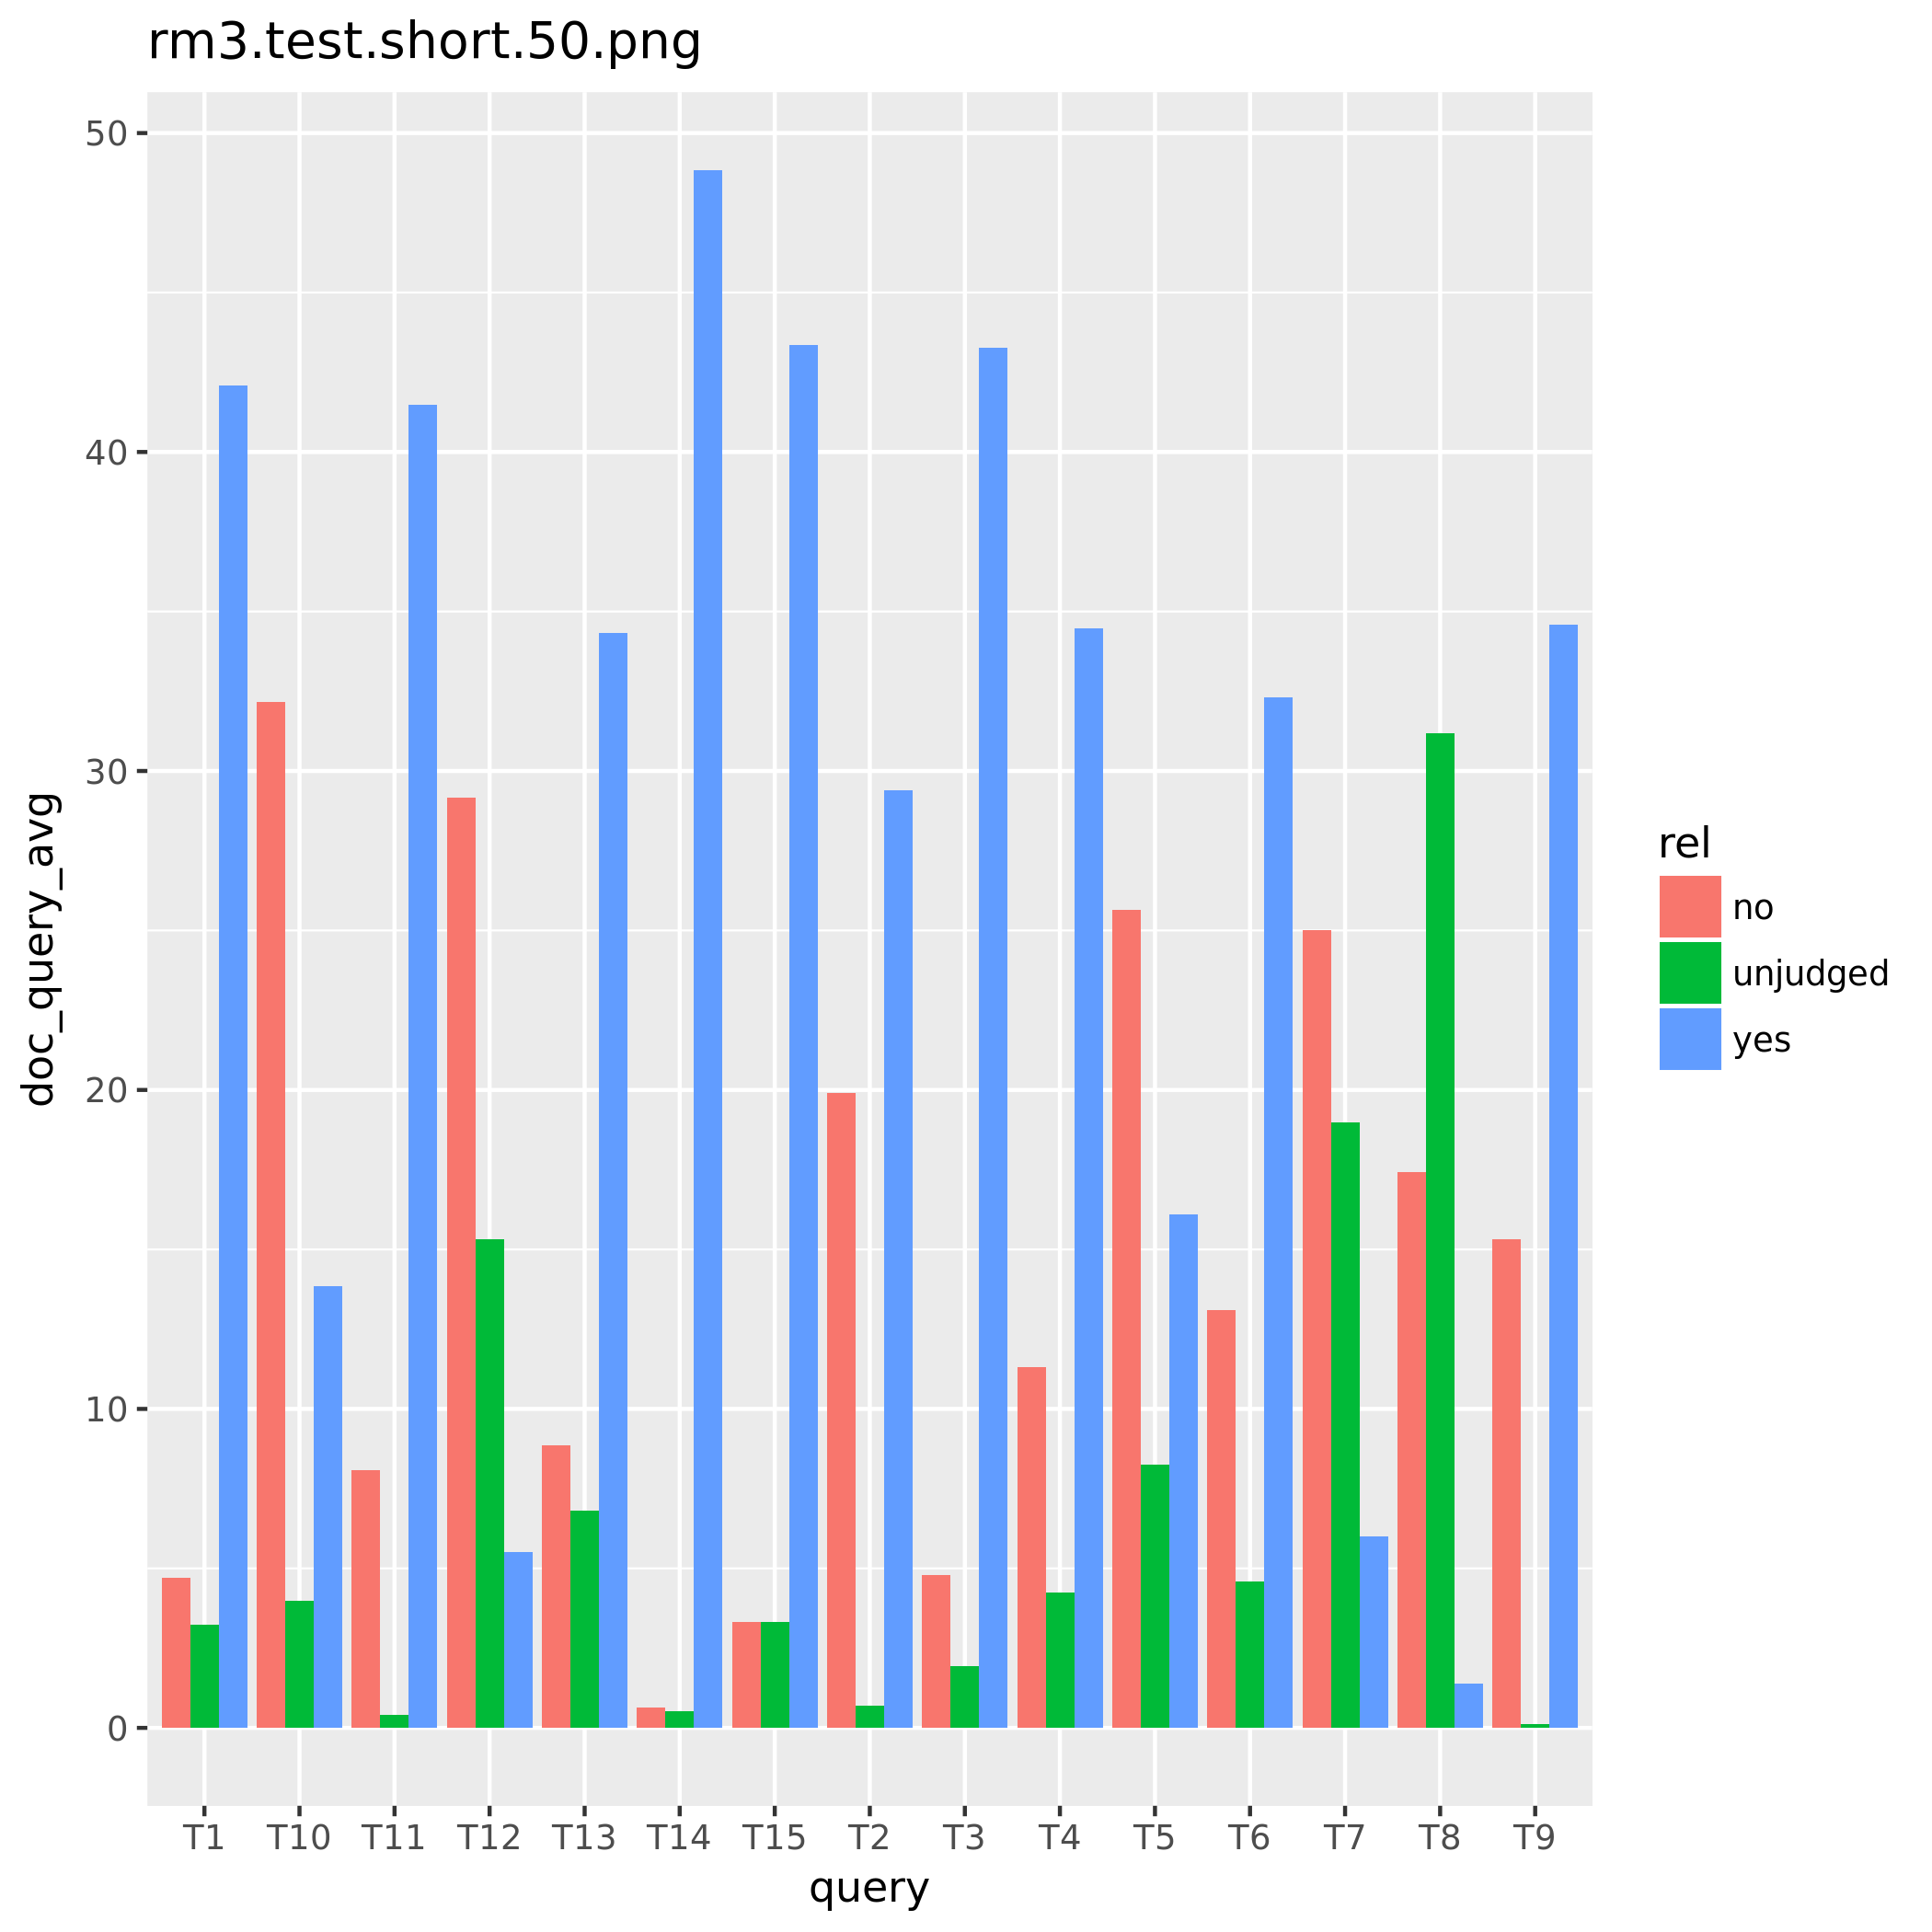 rm3.test.short.50.png
50
40
30
20
10
0
doc_query_avg
T1 T10 T11 T12 T13 T14 T15 T2 T3 T4 T5 T6 T7 T8 T9
query
rel
no
unjudged
yes